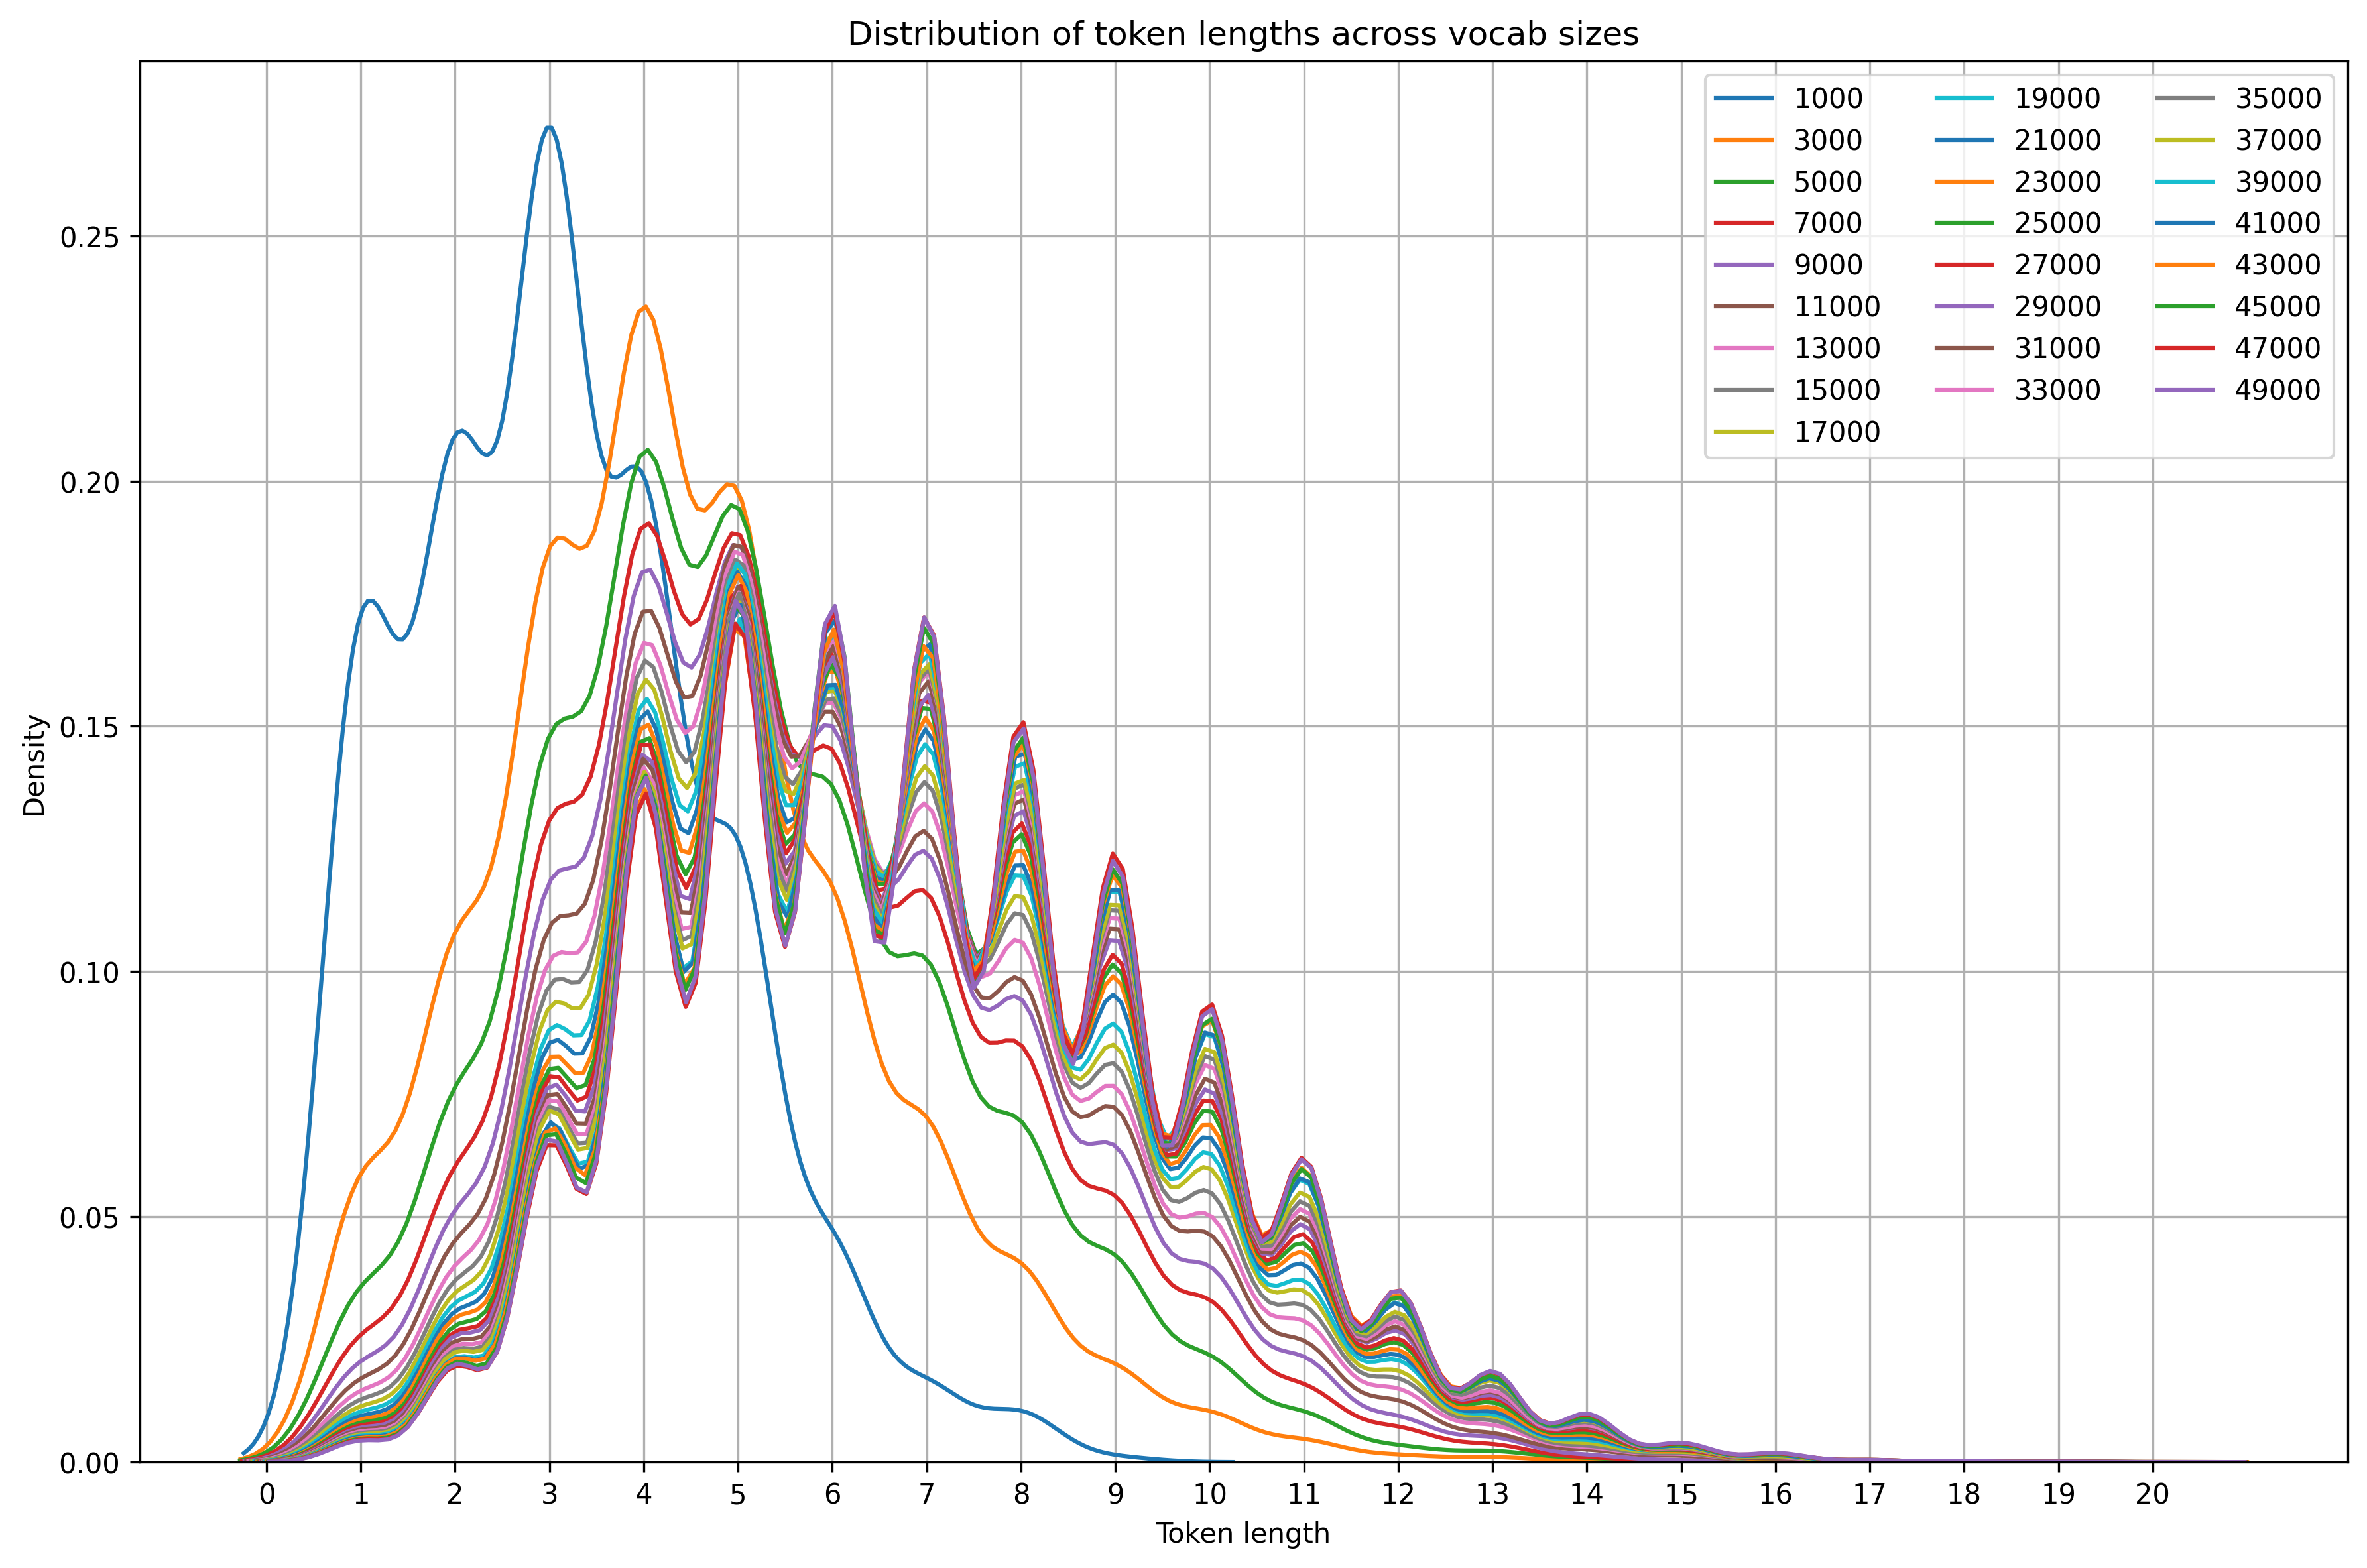 Distribution of token lengths across vocab sizes
1000 19000 35000
3000 21000 37000
5000 23000 39000
7000 25000 41000
9000 27000 43000
11000 29000 45000
13000 31000 47000
15000 33000 49000
17000
Density
0.25
0.20
0.15
0.10
0.05
0.00
0 1 2 3 4 5 6 7 8 9 10 11 12 13 14 15 16 17 18 19 20
Token length